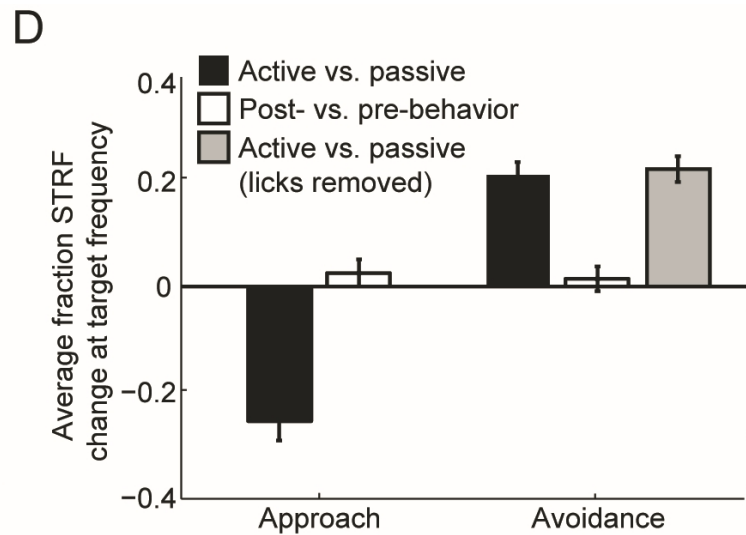 D
Active vs. passive
Post- vs. pre-behavior
Active vs. passive
(licks removed)
Average fraction STRF
change at target frequency
0.4
0.2
0
−0.2
−0.4
Approach
Avoidance